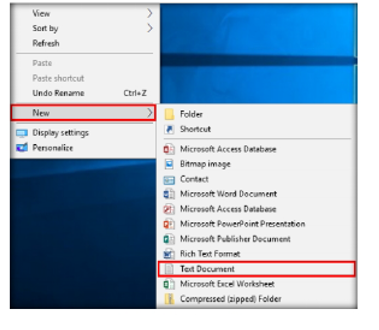 View
Sort by
Refresh
Paste
Paste shortcut
Undo Rename Ctrl+Z
New
Display settings
Personalize
Folder
Shortcut
Microsoft Access Database
Bitmap image
Contact
Microsoft Word Document
Microsoft Access Database
Microsoft PowerPoint Presentation
Microsoft Publisher Document
Rich Text Format
Text Document
Microsoft Excel Worksheet
Compressed (zipped) Folder